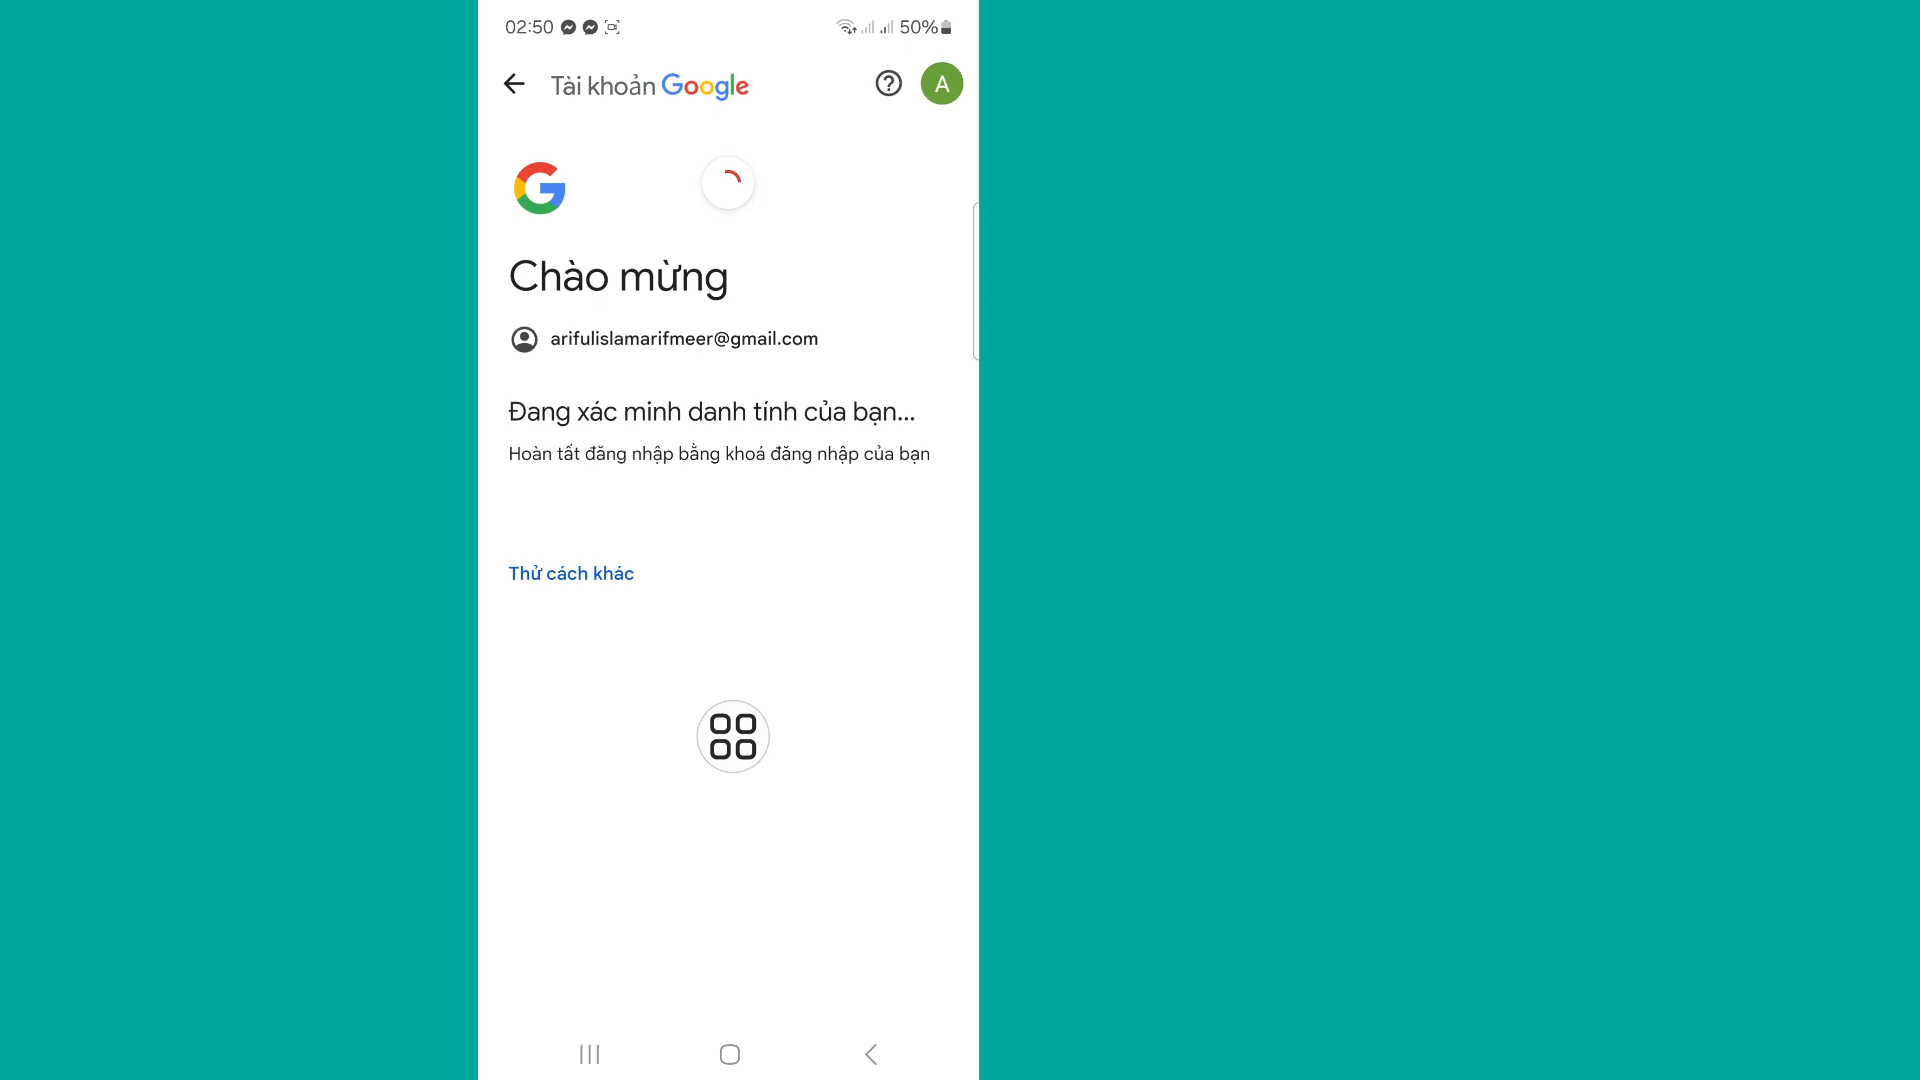 02:50 50%
Tài khoản Google A
Chào mừng
arifulislamarifmeer@gmail.com
Đang xác minh danh tính của bạn...
Hoàn tất đăng nhập bằng khoá đăng nhập của bạn
Thử cách khác